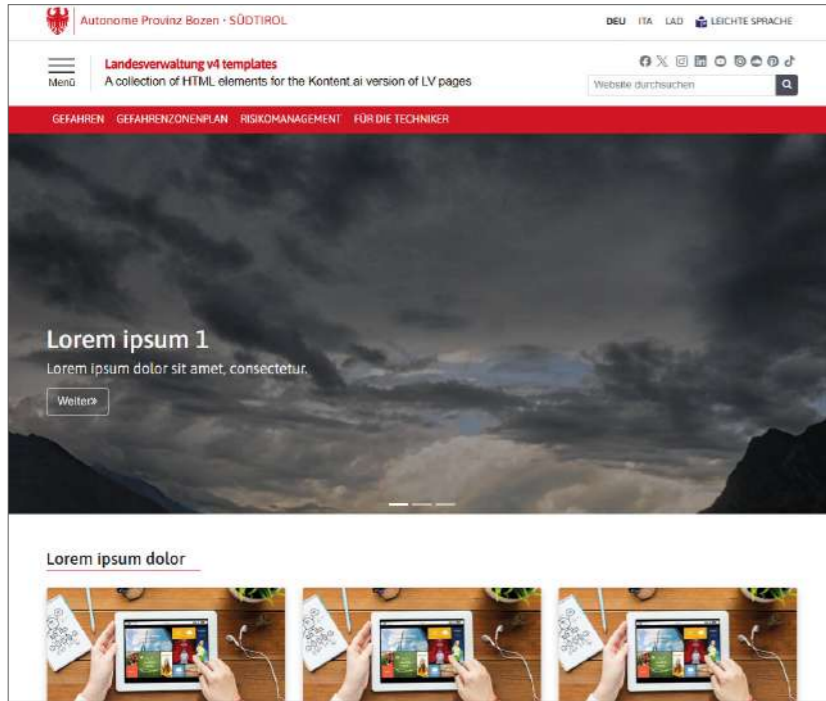 Autonome Provinz Bozen · SÜDTIROL
DEU ITA LAD LEICHTE SPRACHE
Menü
Landesverwaltung v4 templates
A collection of HTML elements for the Kontent.ai version of LV pages
Website durchsuchen
GEFAHREN GEFAHRENZONENPLAN RISIKOMANAGEMENT FÜR DIE TECHNIKER
Lorem ipsum 1
Lorem ipsum dolor sit amet, consectetur.
Weiter»
Lorem ipsum dolor